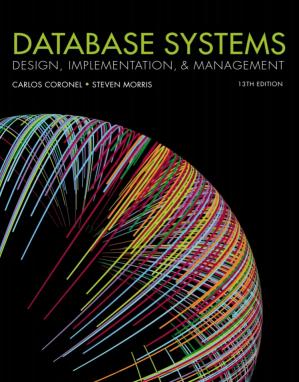 DATABASE SYSTEMS
DESIGN, IMPLEMENTATION, & MANAGEMENT
CARLOS CORONEL • STEVEN MORRIS
13TH EDITION